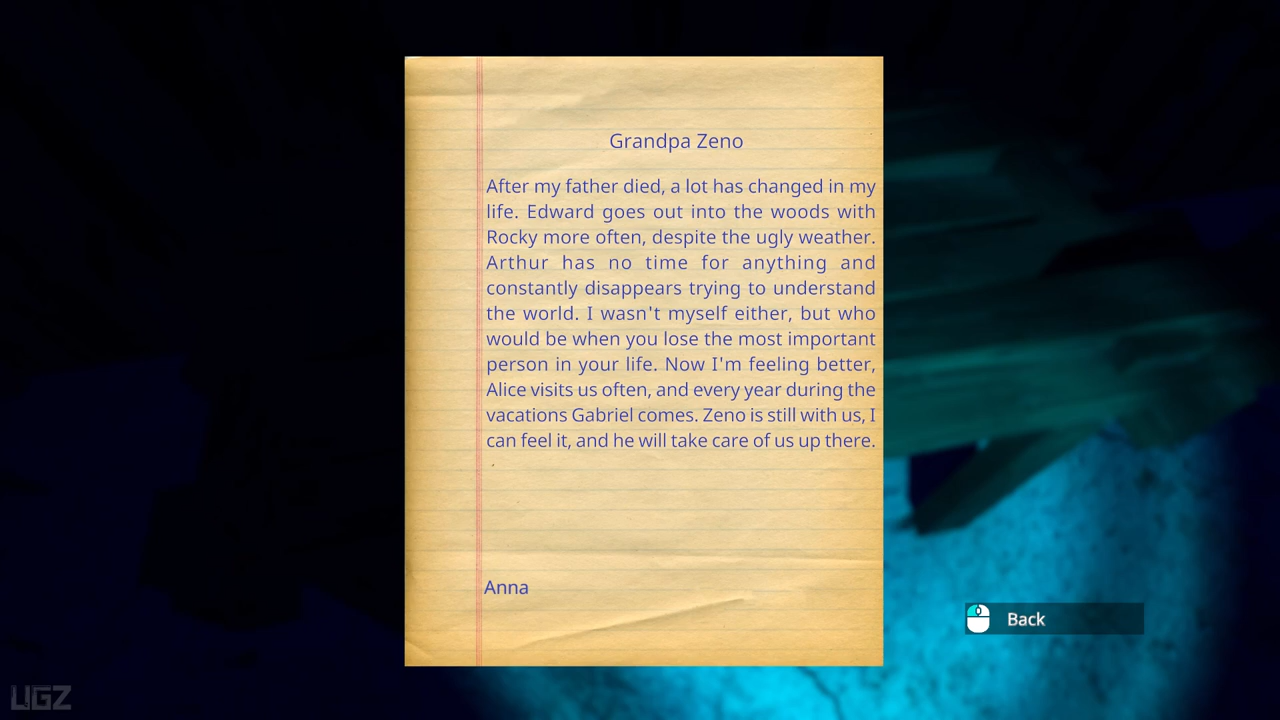 Grandpa Zeno
After my father died, a lot has changed in my
life. Edward goes out into the woods with
Rocky more often, despite the ugly weather.
Arthur has no time for anything and
constantly disappears trying to understand
the world. I wasn't myself either, but who
would be when you lose the most important
person in your life. Now I'm feeling better,
Alice visits us often, and every year during the
vacations Gabriel comes. Zeno is still with us, I
can feel it, and he will take care of us up there.
Anna
Back
UGZ